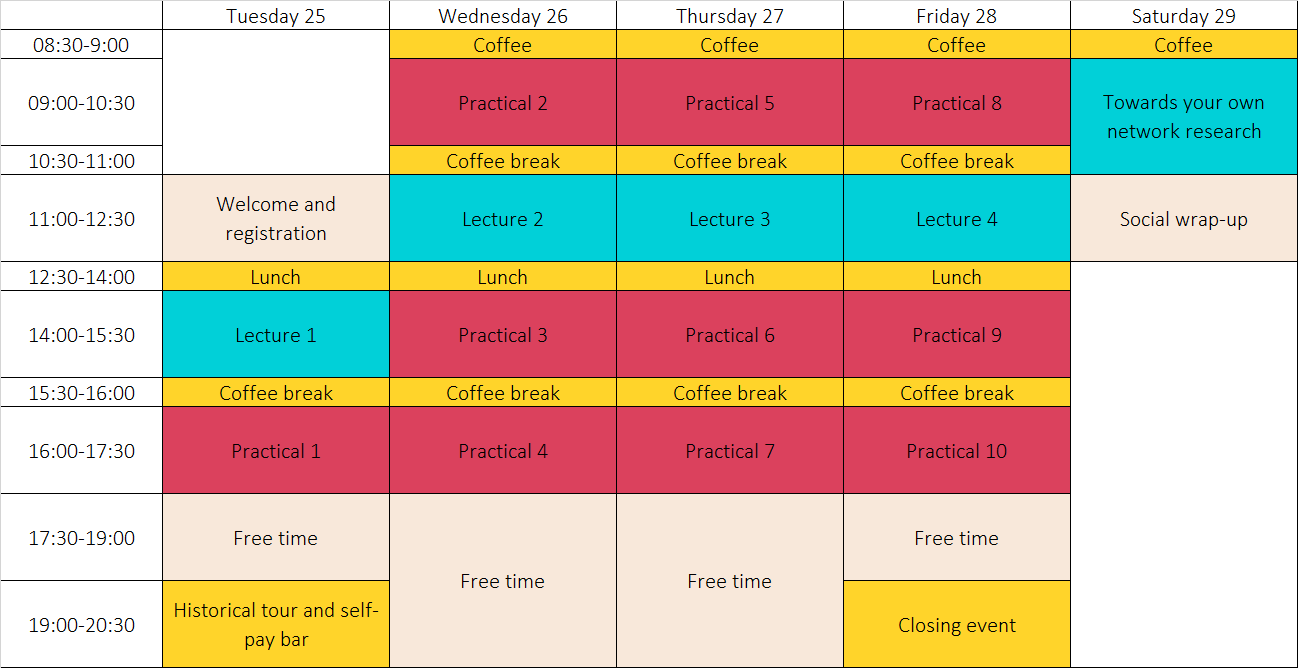 Tuesday 25 Wednesday 26 Thursday 27 Friday 28 Saturday 29
08:30-9:00 Coffee Coffee Coffee Coffee
09:00-10:30 Practical 2 Practical 5 Practical 8 Towards your own
network research
10:30-11:00 Coffee break Coffee break Coffee break
11:00-12:30 Welcome and
registration Lecture 2 Lecture 3 Lecture 4 Social wrap-up
12:30-14:00 Lunch Lunch Lunch Lunch
14:00-15:30 Lecture 1 Practical 3 Practical 6 Practical 9
15:30-16:00 Coffee break Coffee break Coffee break Coffee break
16:00-17:30 Practical 1 Practical 4 Practical 7 Practical 10
17:30-19:00 Free time Free time Free time Free time
19:00-20:30 Historical tour and self-
pay bar Closing event